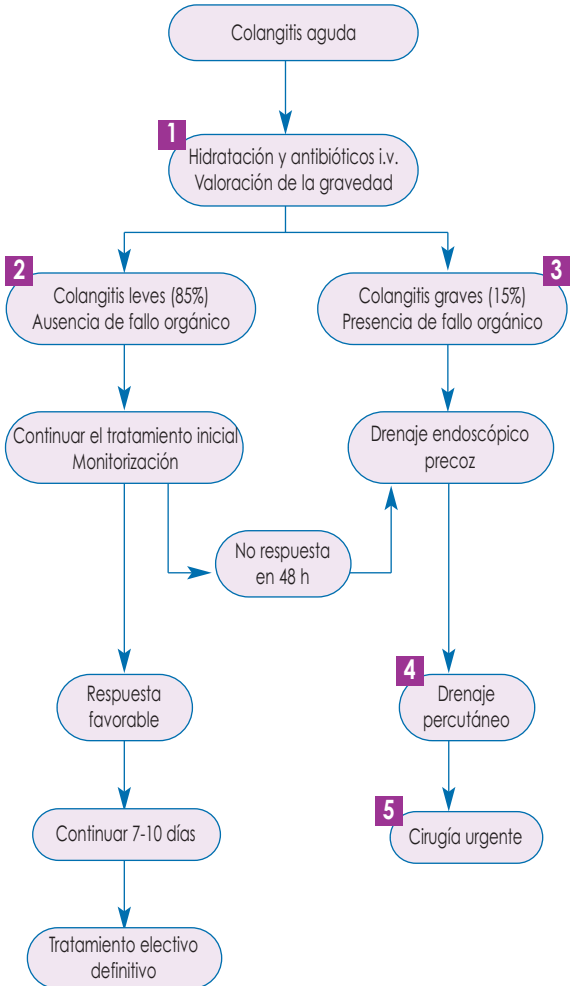 Colangitis aguda
1
Hidratación y antibióticos i.v.
Valoración de la gravedad
2
Colangitis leves (85%)
Ausencia de fallo orgánico
3
Colangitis graves (15%)
Presencia de fallo orgánico
Continuar el tratamiento inicial
Monitorización
Drenaje endoscópico
precoz
No respuesta
en 48 h
Respuesta
favorable
4
Drenaje
percutáneo
Continuar 7-10 días
5
Cirugía urgente
Tratamiento electivo
definitivo